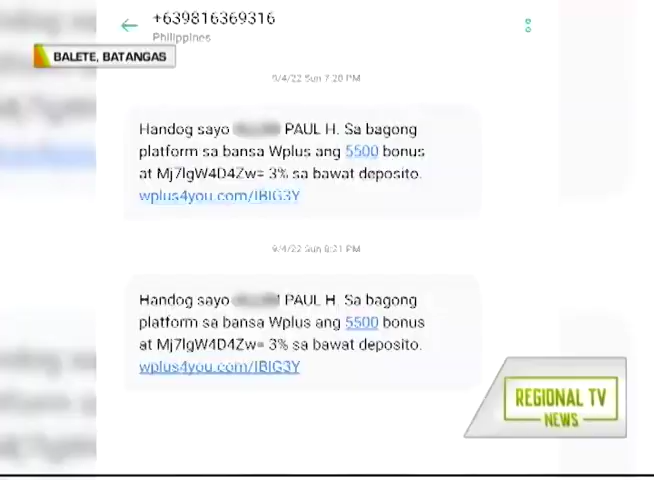 +639816369316
Philippines
BALETE, BATANGAS
9/4/22 Sun 7:20 PM
Handog sayo PAUL H. Sa bagong
platform sa bansa Wplus ang 5500 bonus
at Mj7lgW4D4Zw= 3% sa bawat deposito.
wplus4you.com/IBIG3Y
9/4/22 Sun 8:21 PM
Handog sayo PAUL H. Sa bagong
platform sa bansa Wplus ang 5500 bonus
at Mj7lgW4D4Zw= 3% sa bawat deposito.
wplus4you.com/IBIG3Y
REGIONAL TV
NEWS